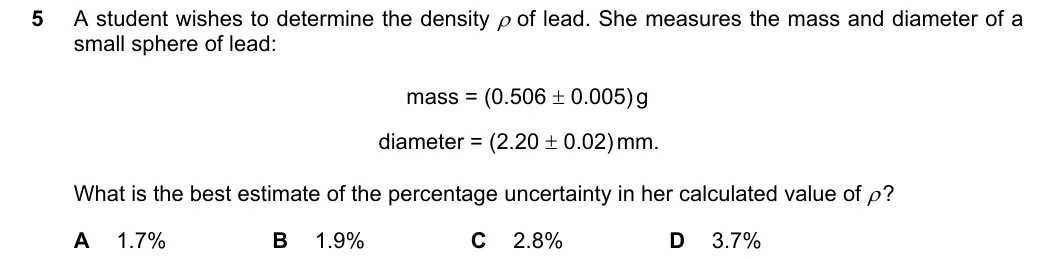 5 A student wishes to determine the density ρ of lead. She measures the mass and diameter of a
small sphere of lead:
mass = (0.506 ± 0.005) g
diameter = (2.20 ± 0.02) mm.
What is the best estimate of the percentage uncertainty in her calculated value of ρ?
A 1.7% B 1.9% C 2.8% D 3.7%